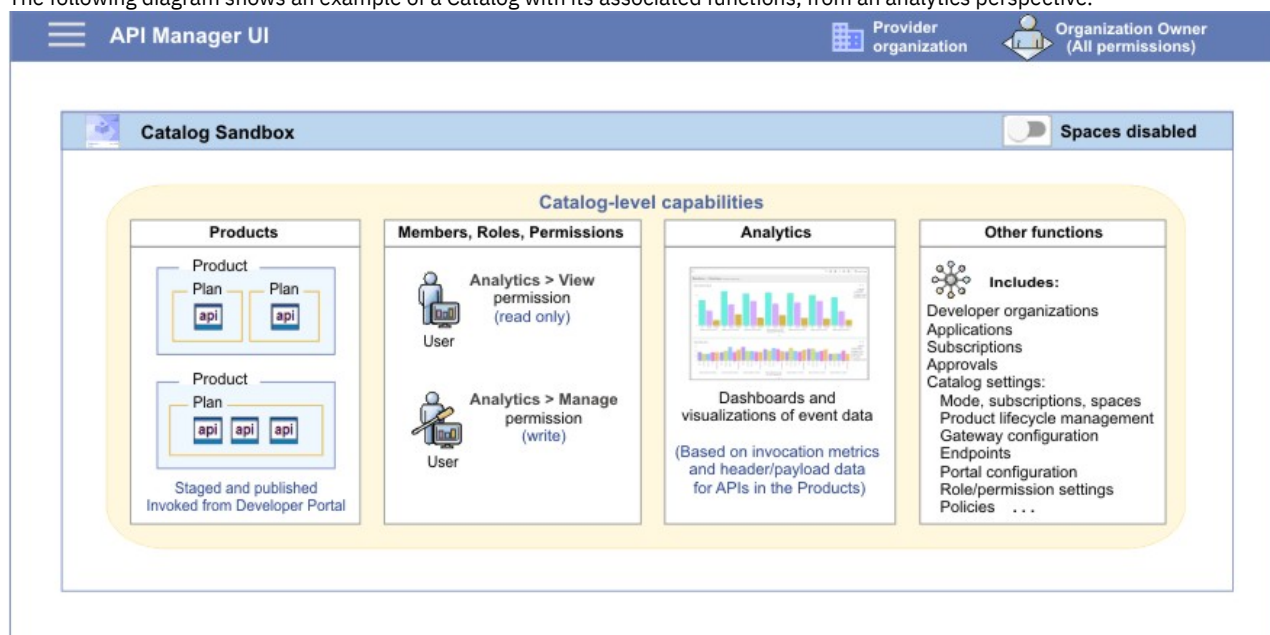 The following diagram shows an example of a Catalog with its associated functions, from an analytics perspective.
API Manager UI
Provider
organization
Organization Owner
(All permissions)
Catalog Sandbox
Spaces disabled
Catalog-level capabilities
Products
Product
Plan
Plan
api
api
Product
Plan
api
api
api
Staged and published
Invoked from Developer Portal
Members, Roles, Permissions
Analytics > View
permission
(read only)
User
Analytics > Manage
permission
(write)
User
Analytics
Dashboards and
visualizations of event data
(Based on invocation metrics
and header/payload data
for APIs in the Products)
Other functions
Includes:
Developer organizations
Applications
Subscriptions
Approvals
Catalog settings:
Mode, subscriptions, spaces
Product lifecycle management
Gateway configuration
Endpoints
Portal configuration
Role/permission settings
Policies ...